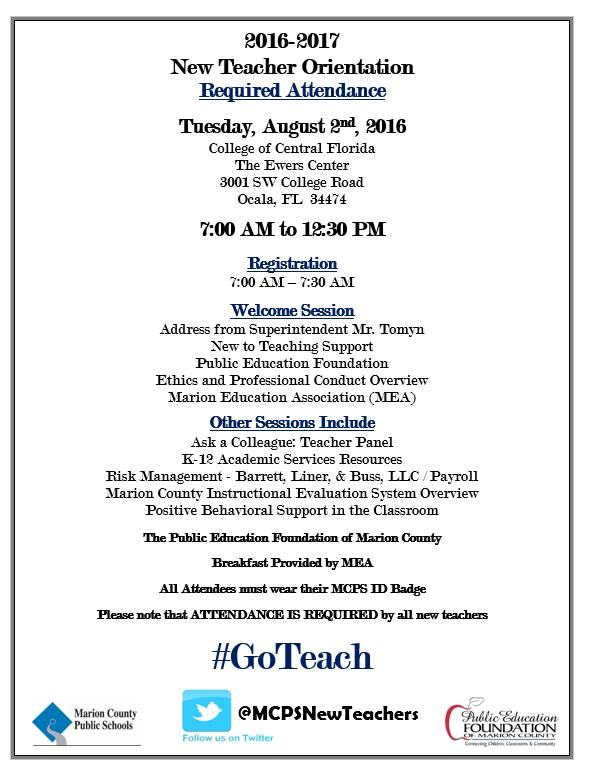 2016-2017
New Teacher Orientation
Required Attendance
Tuesday, August 2nd, 2016
College of Central Florida
The Ewers Center
3001 SW College Road
Ocala, FL 34474
7:00 AM to 12:30 PM
Registration
7:00 AM – 7:30 AM
Welcome Session
Address from Superintendent Mr. Tomyn
New to Teaching Support
Public Education Foundation
Ethics and Professional Conduct Overview
Marion Education Association (MEA)
Other Sessions Include
Ask a Colleague: Teacher Panel
K-12 Academic Services Resources
Risk Management - Barrett, Liner, & Buss, LLC / Payroll
Marion County Instructional Evaluation System Overview
Positive Behavioral Support in the Classroom
The Public Education Foundation of Marion County
Breakfast Provided by MEA
All Attendees must wear their MCPS ID Badge
Please note that ATTENDANCE IS REQUIRED by all new teachers
#GoTeach
Marion County
Public Schools
@MCPSNewTeachers
Follow us on Twitter
Public Education
FOUNDATION
OF MARION COUNTY
Connecting Children, Classrooms & Community